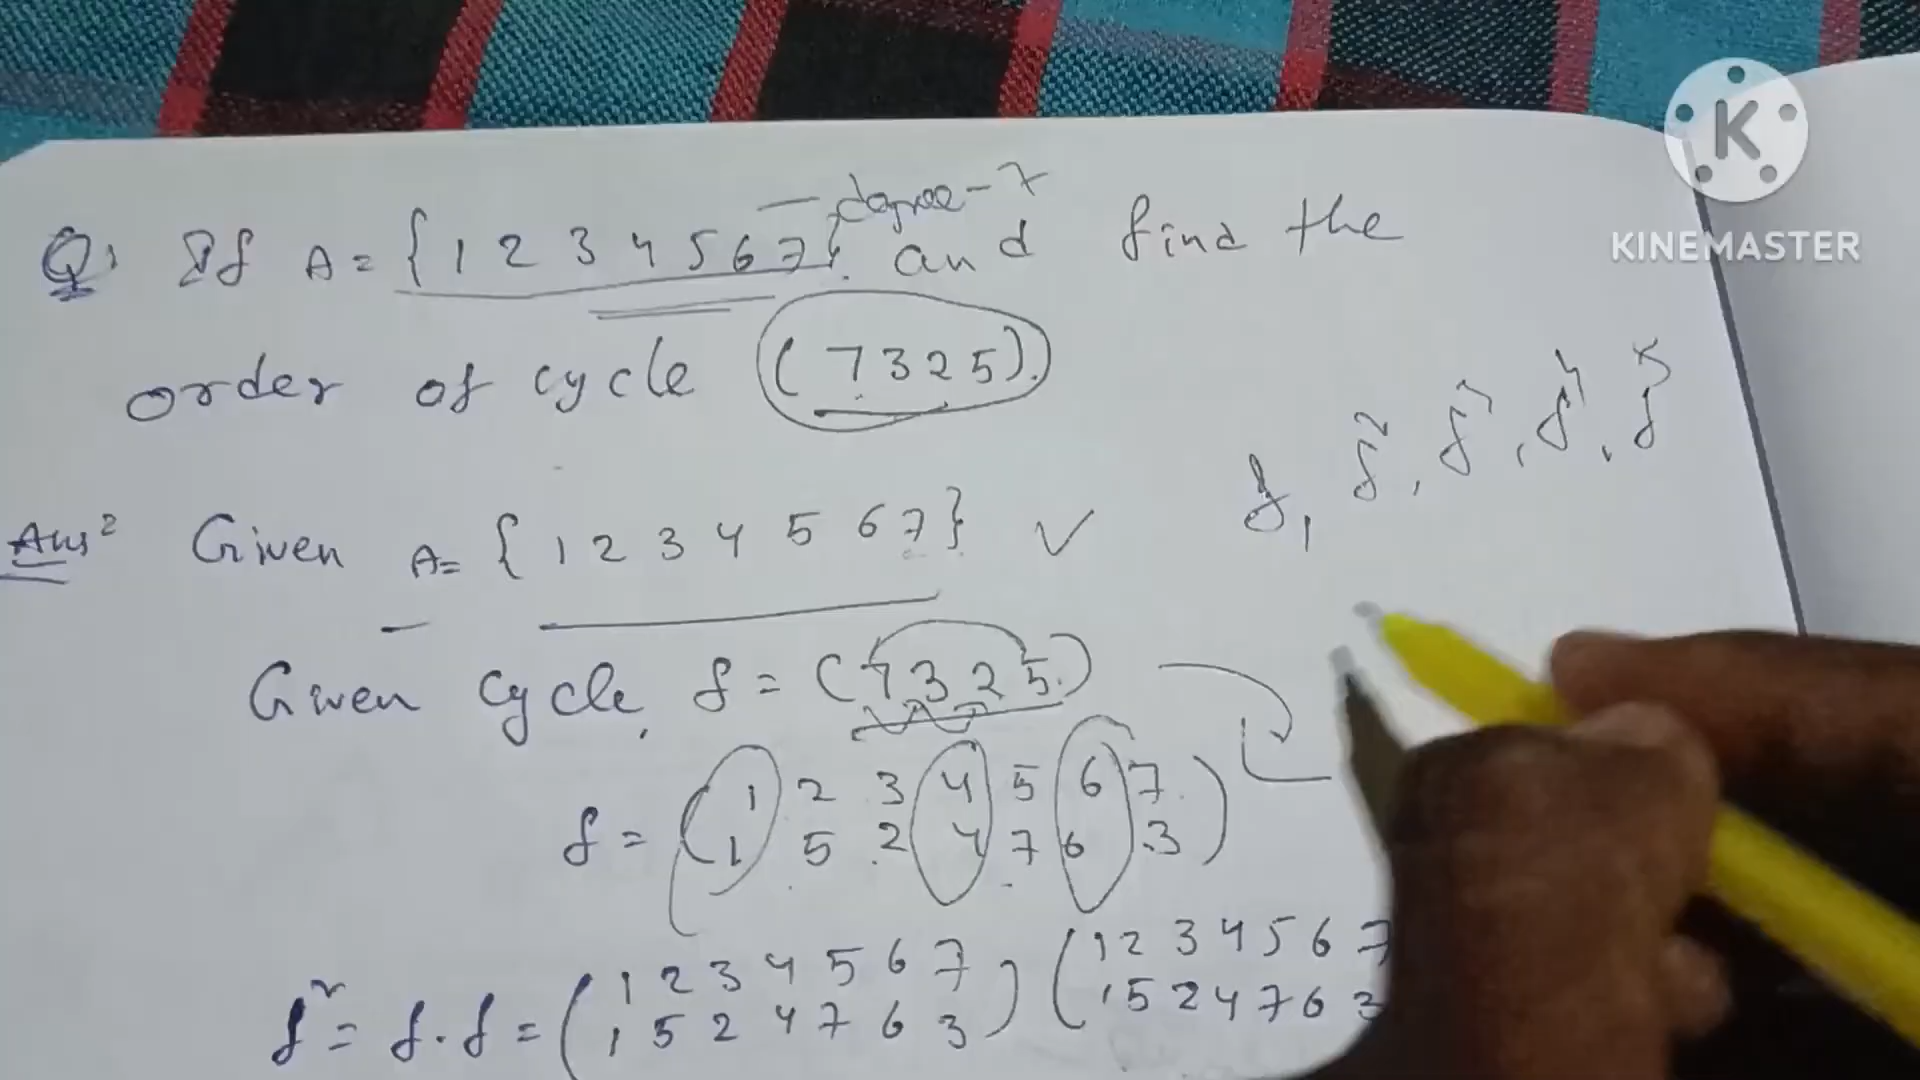 K
KINEMASTER
degree-7
Q: If A = {1 2 3 4 5 6 7}. and find the
order of cycle (7 3 2 5).
f, f², f³, f⁴, f⁵
Ans: Given A = {1 2 3 4 5 6 7} ✓
Given cycle, f = (7 3 2 5.)
1 2 3 4 5 6 7
f = ( 1 5 2 4 7 6 3 )
1 2 3 4 5 6 7 1 2 3 4 5 6 7
f² = f.f = ( 1 5 2 4 7 6 3 ) ( 1 5 2 4 7 6 3